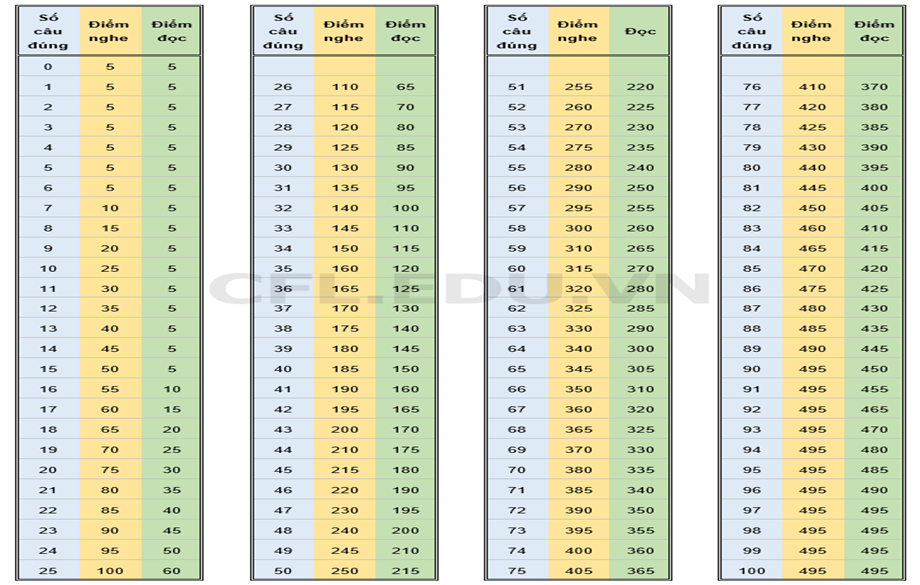 Số câu đúng Điểm nghe Điểm đọc
0 5 5
1 5 5
2 5 5
3 5 5
4 5 5
5 5 5
6 5 5
7 10 5
8 15 5
9 20 5
10 25 5
11 30 5
12 35 5
13 40 5
14 45 5
15 50 5
16 55 10
17 60 15
18 65 20
19 70 25
20 75 30
21 80 35
22 85 40
23 90 45
24 95 50
25 100 60
Số câu đúng Điểm nghe Điểm đọc
26 110 65
27 115 70
28 120 80
29 125 85
30 130 90
31 135 95
32 140 100
33 145 110
34 150 115
35 160 120
36 165 125
37 170 130
38 175 140
39 180 145
40 185 150
41 190 160
42 195 165
43 200 170
44 210 175
45 215 180
46 220 190
47 230 195
48 240 200
49 245 210
50 250 215
Số câu đúng Điểm nghe Đọc
51 255 220
52 260 225
53 270 230
54 275 235
55 280 240
56 290 250
57 295 255
58 300 260
59 310 265
60 315 270
61 320 280
62 325 285
63 330 290
64 340 300
65 345 305
66 350 310
67 360 320
68 365 325
69 370 330
70 380 335
71 385 340
72 390 350
73 395 355
74 400 360
75 405 365
Số câu đúng Điểm nghe Điểm đọc
76 410 370
77 420 380
78 425 385
79 430 390
80 440 395
81 445 400
82 450 405
83 460 410
84 465 415
85 470 420
86 475 425
87 480 430
88 485 435
89 490 445
90 495 450
91 495 455
92 495 465
93 495 470
94 495 480
95 495 485
96 495 490
97 495 495
98 495 495
99 495 495
100 495 495
CFL.EDU.VN